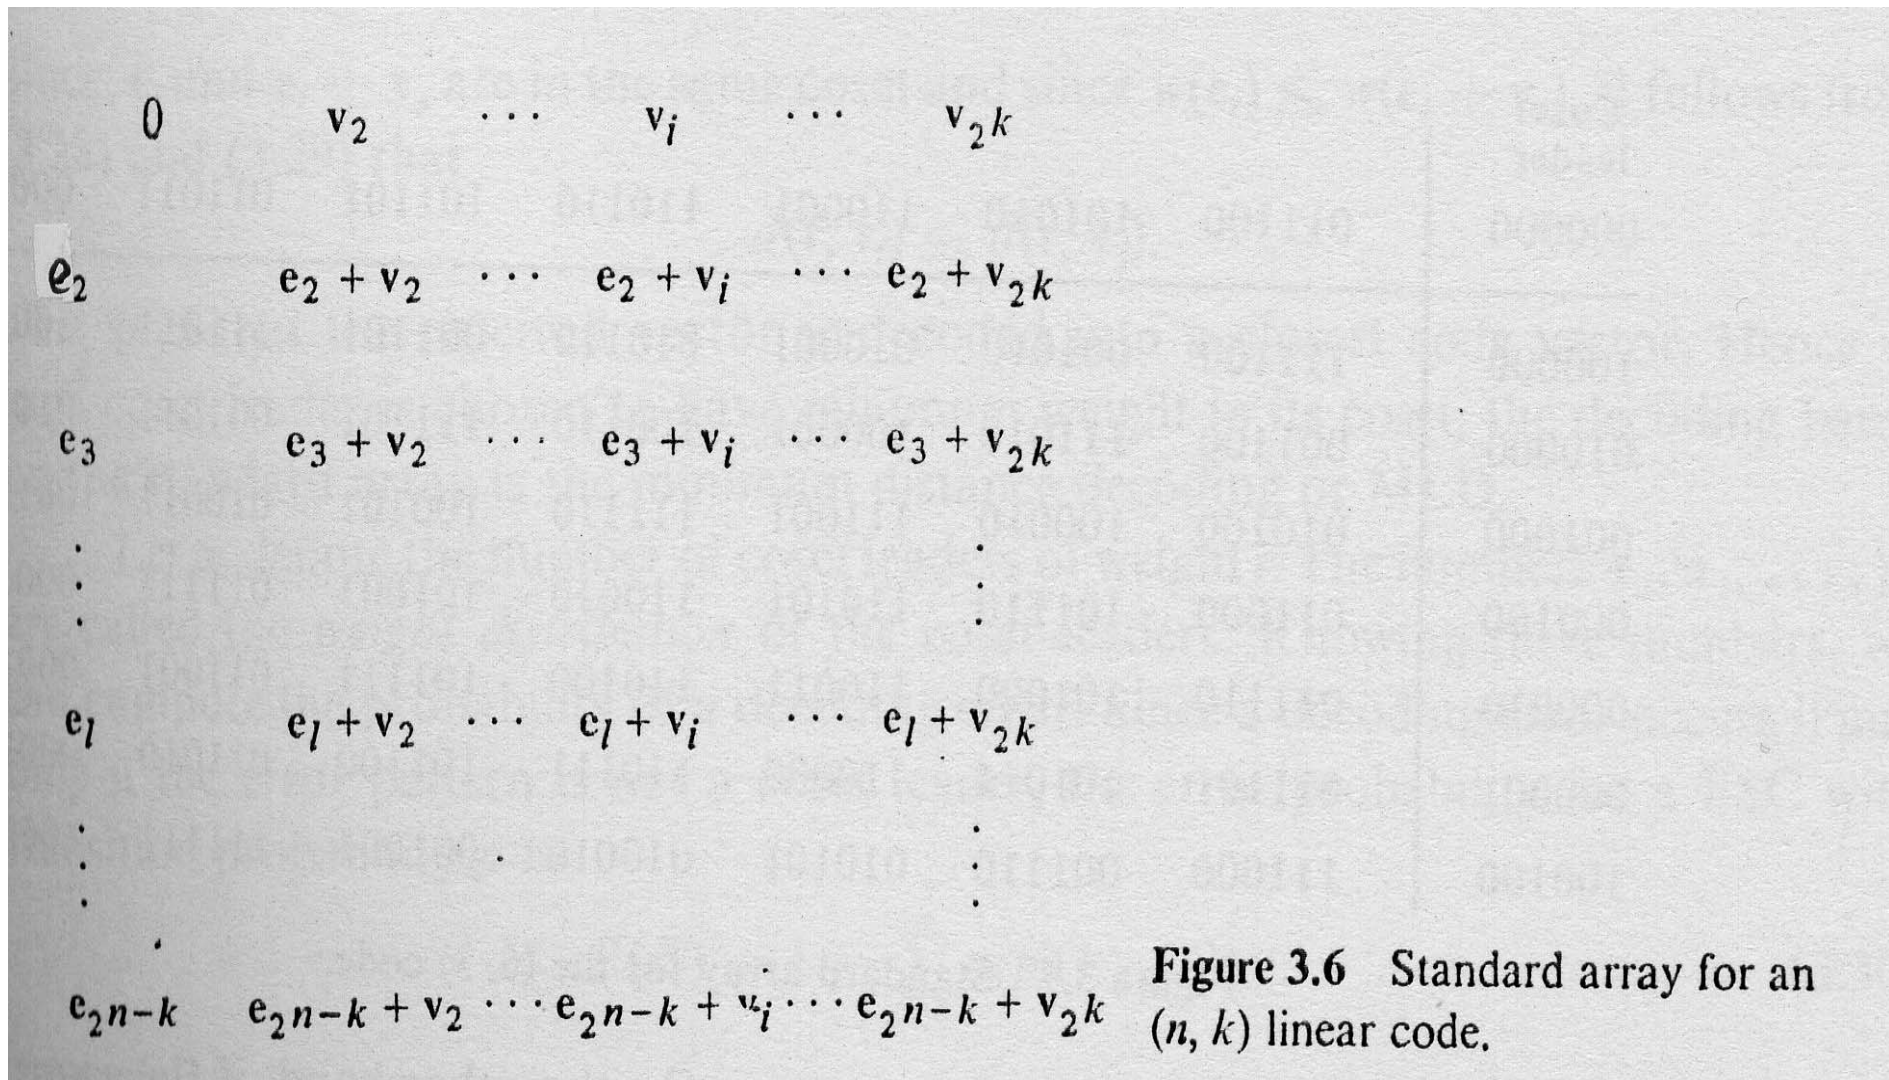 0 v₂ ··· vᵢ ··· v₂k
e₂ e₂ + v₂ ··· e₂ + vᵢ ··· e₂ + v₂k
e₃ e₃ + v₂ ··· e₃ + vᵢ ··· e₃ + v₂k
eₗ eₗ + v₂ ··· eₗ + vᵢ ··· eₗ + v₂k
e₂n−k e₂n−k + v₂ ··· e₂n−k + vᵢ ··· e₂n−k + v₂k
Figure 3.6 Standard array for an
(n, k) linear code.